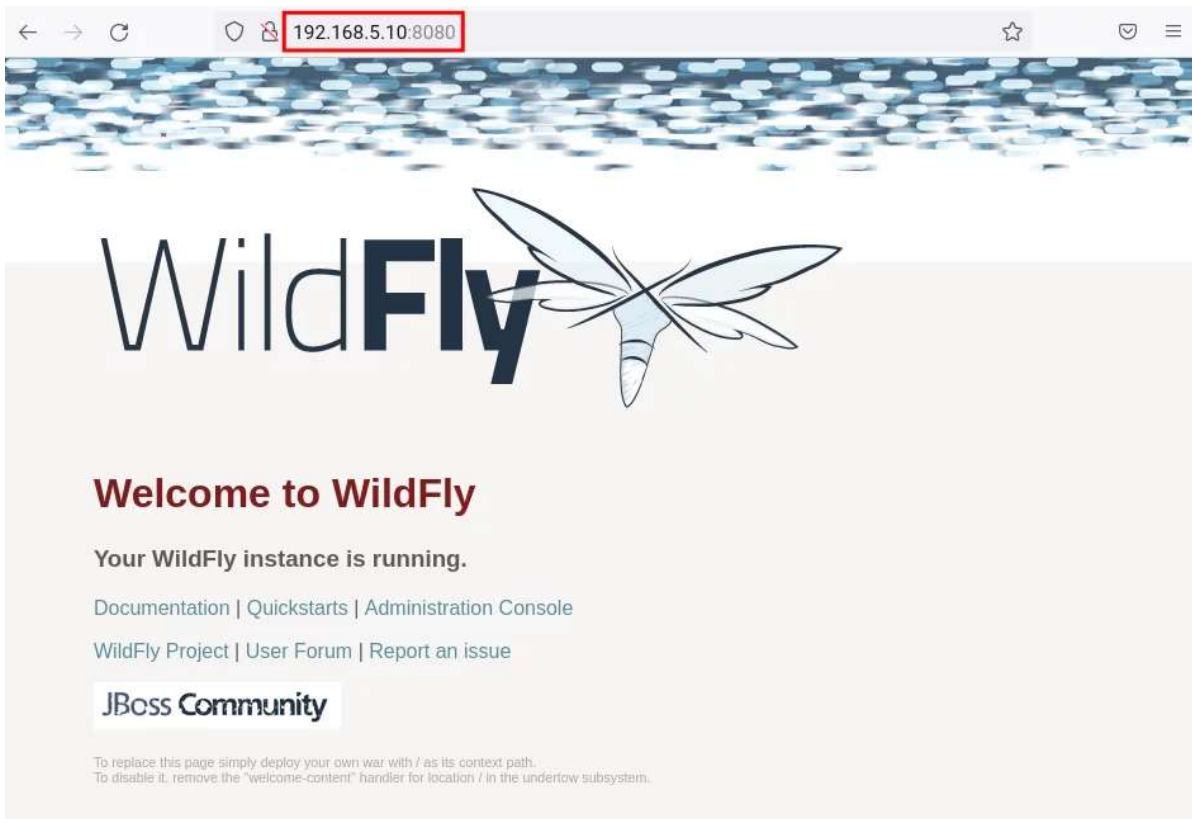 192.168.5.10:8080
WildFly
Welcome to WildFly
Your WildFly instance is running.
Documentation | Quickstarts | Administration Console
WildFly Project | User Forum | Report an issue
JBoss Community
To replace this page simply deploy your own war with / as its context path.
To disable it, remove the "welcome-content" handler for location / in the undertow subsystem.